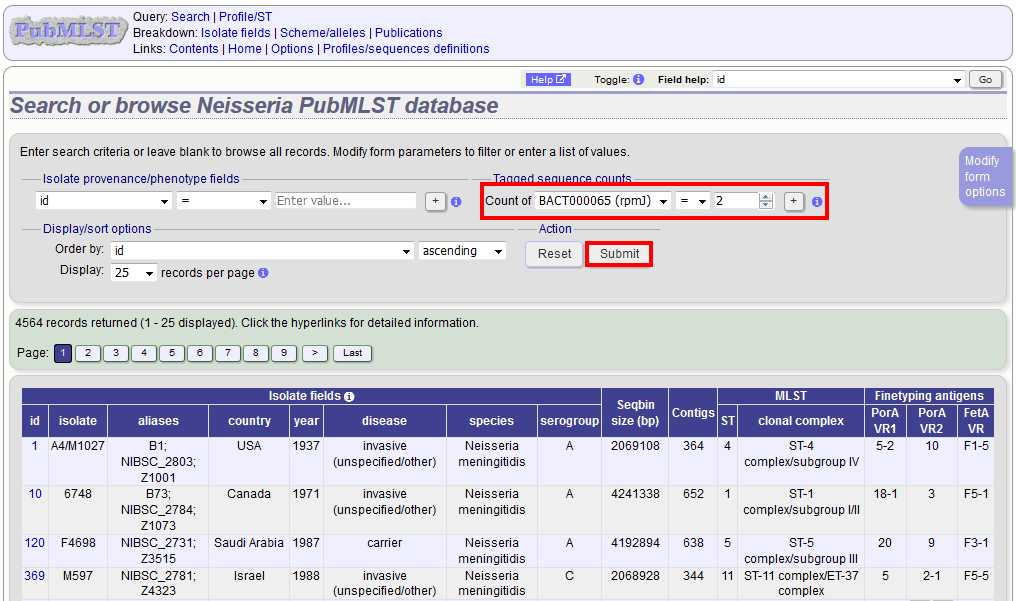 PubMLST
Query: Search | Profile/ST
Breakdown: Isolate fields | Scheme/alleles | Publications
Links: Contents | Home | Options | Profiles/sequences definitions
Help Toggle: i Field help: id Go
Search or browse Neisseria PubMLST database
Enter search criteria or leave blank to browse all records. Modify form parameters to filter or enter a list of values.
Modify form options
Isolate provenance/phenotype fields Tagged sequence counts
id = Enter value... + i Count of BACT000065 (rpmJ) = 2 + i
Display/sort options Action
Order by: id ascending Reset Submit
Display: 25 records per page i
4564 records returned (1 - 25 displayed). Click the hyperlinks for detailed information.
Page: 1 2 3 4 5 6 7 8 9 > Last
Isolate fields i Seqbin size (bp) Contigs MLST Finetyping antigens
id isolate aliases country year disease species serogroup ST clonal complex PorA VR1 PorA VR2 FetA VR
1 A4/M1027 B1; NIBSC_2803; Z1001 USA 1937 invasive (unspecified/other) Neisseria meningitidis A 2069108 364 4 ST-4 complex/subgroup IV 5-2 10 F1-5
10 6748 B73; NIBSC_2784; Z1073 Canada 1971 invasive (unspecified/other) Neisseria meningitidis A 4241338 652 1 ST-1 complex/subgroup I/II 18-1 3 F5-1
120 F4698 NIBSC_2731; Z3515 Saudi Arabia 1987 carrier Neisseria meningitidis A 4192894 638 5 ST-5 complex/subgroup III 20 9 F3-1
369 M597 NIBSC_2781; Z4323 Israel 1988 invasive (unspecified/other) Neisseria meningitidis C 2068928 344 11 ST-11 complex/ET-37 complex 5 2-1 F5-5